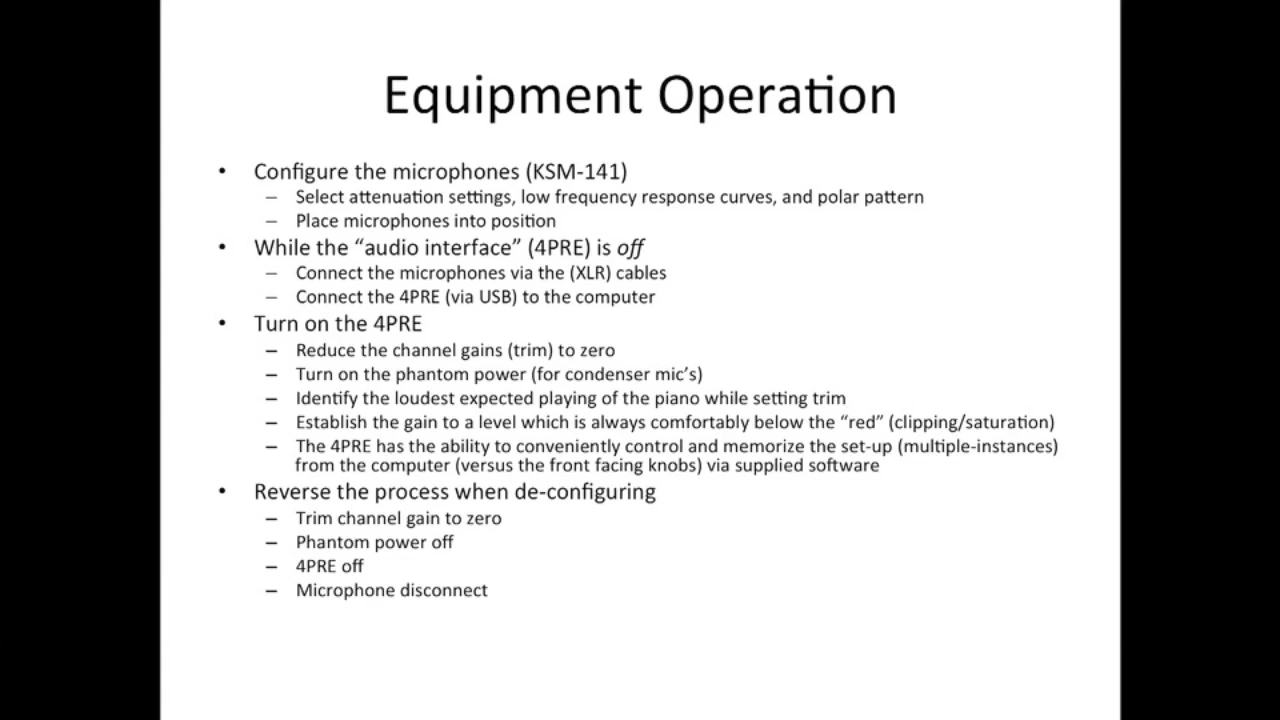 Equipment Operation
• Configure the microphones (KSM-141)
– Select attenuation settings, low frequency response curves, and polar pattern
– Place microphones into position
• While the “audio interface” (4PRE) is off
– Connect the microphones via the (XLR) cables
– Connect the 4PRE (via USB) to the computer
• Turn on the 4PRE
– Reduce the channel gains (trim) to zero
– Turn on the phantom power (for condenser mic’s)
– Identify the loudest expected playing of the piano while setting trim
– Establish the gain to a level which is always comfortably below the “red” (clipping/saturation)
– The 4PRE has the ability to conveniently control and memorize the set-up (multiple-instances)
from the computer (versus the front facing knobs) via supplied software
• Reverse the process when de-configuring
– Trim channel gain to zero
– Phantom power off
– 4PRE off
– Microphone disconnect